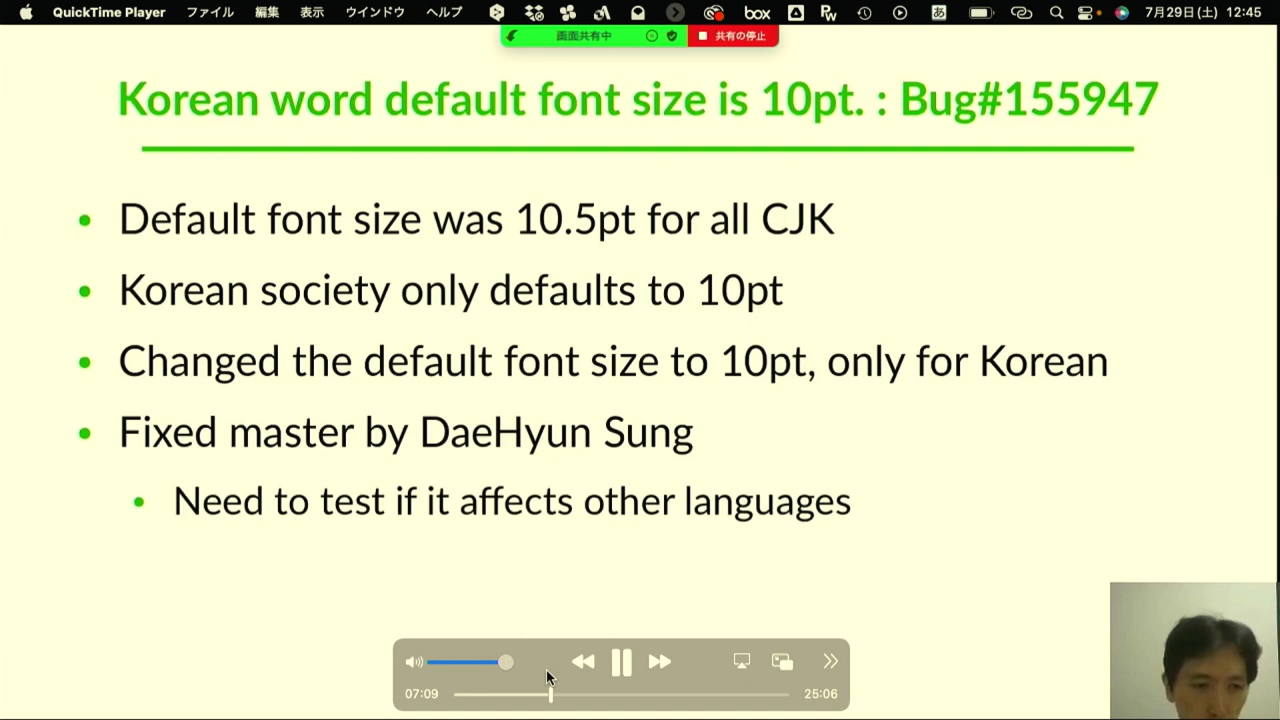 QuickTime Player ファイル 編集 表示 ウインドウ ヘルプ box あ 7月29日(土) 12:45
画面共有中 共有の停止
Korean word default font size is 10pt. : Bug#155947
• Default font size was 10.5pt for all CJK
• Korean society only defaults to 10pt
• Changed the default font size to 10pt, only for Korean
• Fixed master by DaeHyun Sung
• Need to test if it affects other languages
07:09 25:06